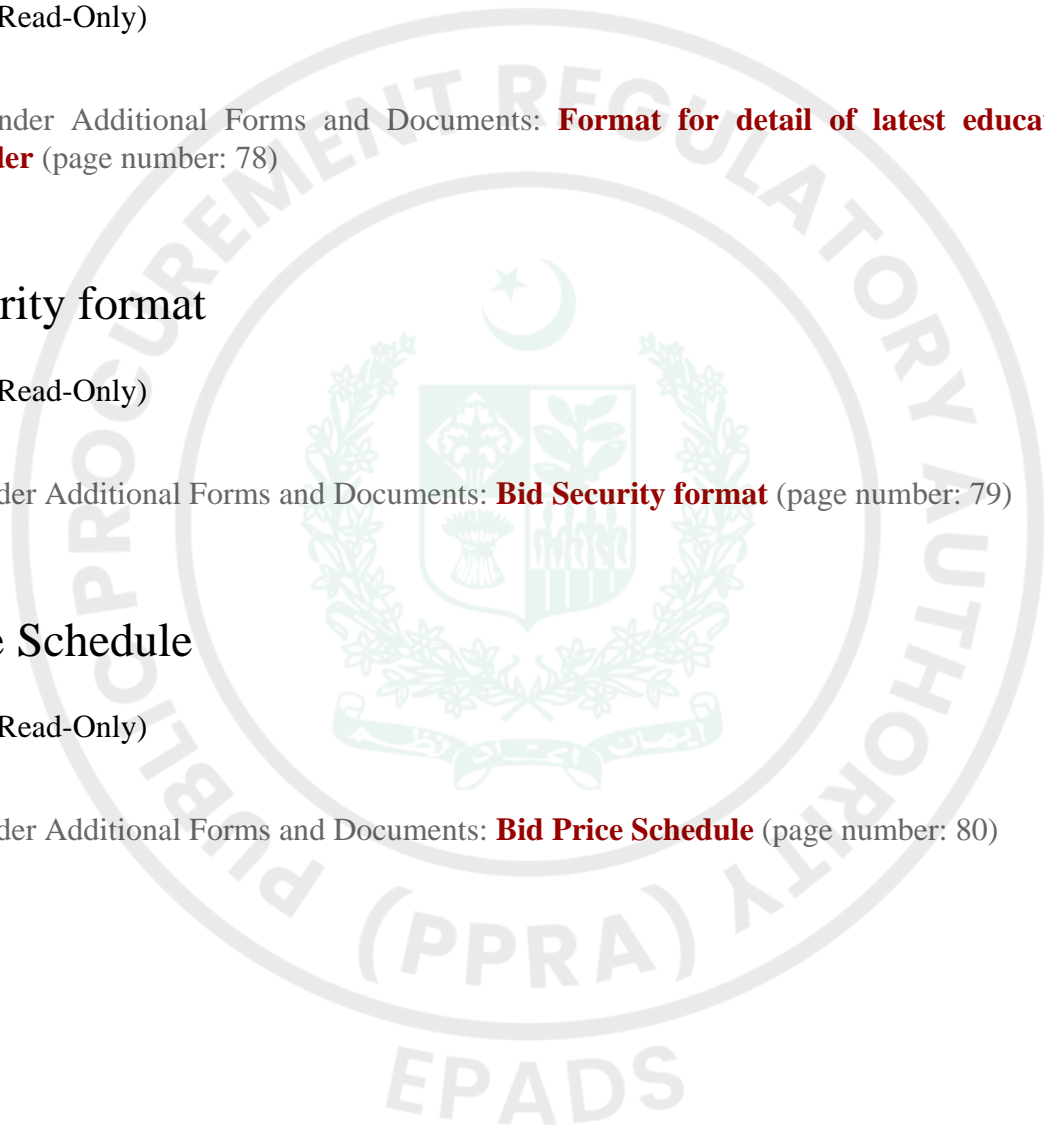 Read-Only)
nder Additional Forms and Documents: Format for detail of latest educat
der (page number: 78)
rity format
Read-Only)
der Additional Forms and Documents: Bid Security format (page number: 79)
e Schedule
Read-Only)
der Additional Forms and Documents: Bid Price Schedule (page number: 80)
PUBLIC PROCUREMENT REGULATORY AUTHORITY
(PPRA)
EPADS